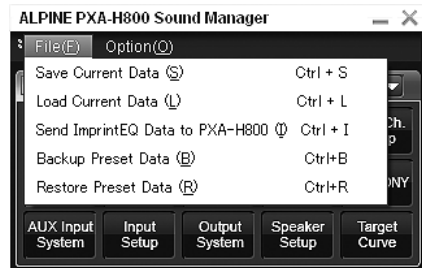 ALPINE PXA-H800 Sound Manager
File(F) Option(O)
Save Current Data (S) Ctrl + S
Load Current Data (L) Ctrl + L
Send ImprintEQ Data to PXA-H800 (I) Ctrl + I
Backup Preset Data (B) Ctrl+B
Restore Preset Data (R) Ctrl+R
Ch.
NY
AUX Input System
Input Setup
Output System
Speaker Setup
Target Curve